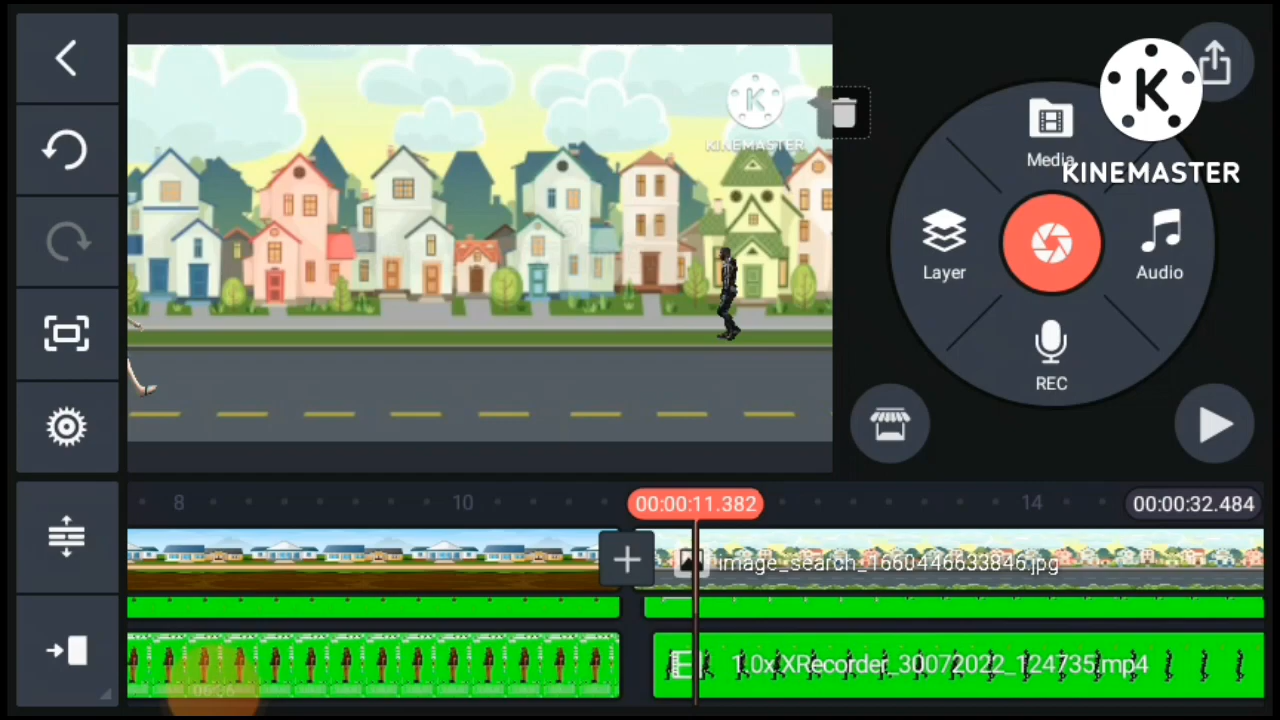 KINEMASTER
Media
KINEMASTER
Layer
Audio
REC
8
10
00:00:11.382
14
00:00:32.484
image_search_1660446633846.jpg
1.0x XRecorder_30072022_124735.mp4